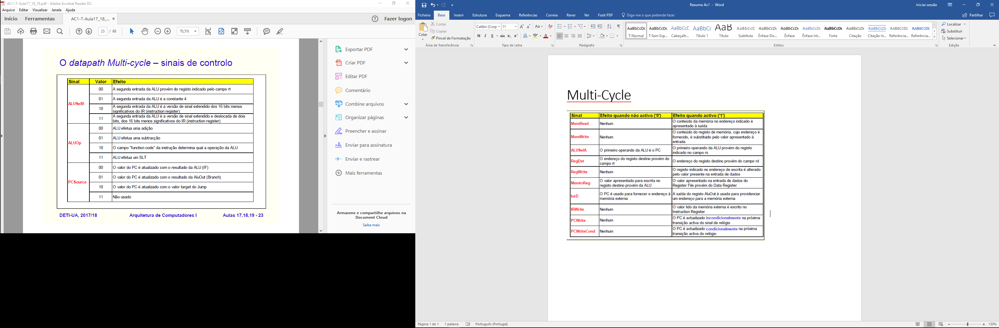 AC1-T-Aula17_18_19.pdf - Adobe Acrobat Reader DC
Arquivo Editar Visualizar Janela Ajuda
Início Ferramentas AC1-T-Aula17_18_... × Fazer logon
23 / 68 70,5%
O datapath Multi-cycle – sinais de controlo
Sinal Valor Efeito
ALUSelB
00 A segunda entrada da ALU provém do registo indicado pelo campo rt
01 A segunda entrada da ALU é a constante 4
10 A segunda entrada da ALU é a versão de sinal extendido dos 16 bits menos
significativos do IR (instruction register)
11 A segunda entrada da ALU é a versão de sinal extendido e deslocada de dois
bits, dos 16 bits menos significativos do IR (instruction register)
ALUOp
00 ALU efetua uma adição
01 ALU efetua uma subtracção
10 O campo "function code" da instrução determina qual a operação da ALU
11 ALU efetua um SLT
PCSource
00 O valor do PC é atualizado com o resultado da ALU (IF)
01 O valor do PC é atualizado com o resultado da AluOut (Branch)
10 O valor do PC é atualizado com o valor target do Jump
11 Não usado
DETI-UA, 2017/18 Arquitetura de Computadores I Aulas 17,18,19 - 23
Exportar PDF
Criar PDF
Editar PDF
Comentário
Combine arquivos
Organizar páginas
Preencher e assinar
Enviar para assinatura
Enviar e rastrear
Mais ferramentas
Armazene e compartilhe arquivos na
Document Cloud
Saiba mais
Resumo Ac1 - Word
Iniciar sessão
Ficheiro Base Inserir Estrutura Esquema Referências Correio Rever Ver Foxit PDF Diga-me o que pretende fazer Partilhar
Colar
Cortar
Copiar
Pincel de Formatação
Área de Transferência
Calibri (Corp 11
N I S abc x₂ x²
Tipo de Letra
Parágrafo
AaBbCcDc AaBbCcDc AaBbCcE AaBbCc AaB AaBbCcD AaBbCcDt AaBbCcDt AaBbCcDt AaBbCcDc AaBbCcDt AaBbCcDt AABBCCDE AABBCCDE
¶ Normal ¶ Sem Esp... Cabeçalh... Título 1 Título Subtítulo Ênfase Dis... Ênfase Ênfase Int... Forte Citação Citação In... Referência... Referência...
Estilos
Localizar
Substituir
Selecionar
Edição
Multi-Cycle
Sinal Efeito quando não activo ('0') Efeito quando activo ('1')
MemRead Nenhum O conteúdo da memória no endereço indicado é
apresentado à saída
MemWrite Nenhum O conteúdo do registo de memória, cujo endereço é
fornecido, é substituido pelo valor apresentado à
entrada
ALUSelA O primeiro operando da ALU é o PC O primeiro operando da ALU provém do registo
indicado no campo rs
RegDst O endereço do registo destino provém do
campo rt
O endereço do registo destino provém do campo rd
RegWrite Nenhum O registo indicado no endereço de escrita é alterado
pelo valor presente na entrada de dados
MemtoReg O valor apresentado para escrita no
registo destino provém da ALU
O valor apresentado na entrada de dados do
Register File provém do Data Register
IorD O PC é usado para fornecer o endereço à
memória externa
A saída do registo AluOut é usada para providenciar
um endereço para a memória externa
IRWrite Nenhum O valor lido da memória externa é escrito no
Instruction Register
PCWrite Nenhum O PC é actualizado incondicionalmente na próxima
transição activa do sinal de relógio
PCWriteCond Nenhum O PC é actualizado condicionalmente na próxima
transição activa do relógio
Página 1 de 1 1 palavra Português (Portugal) 130%